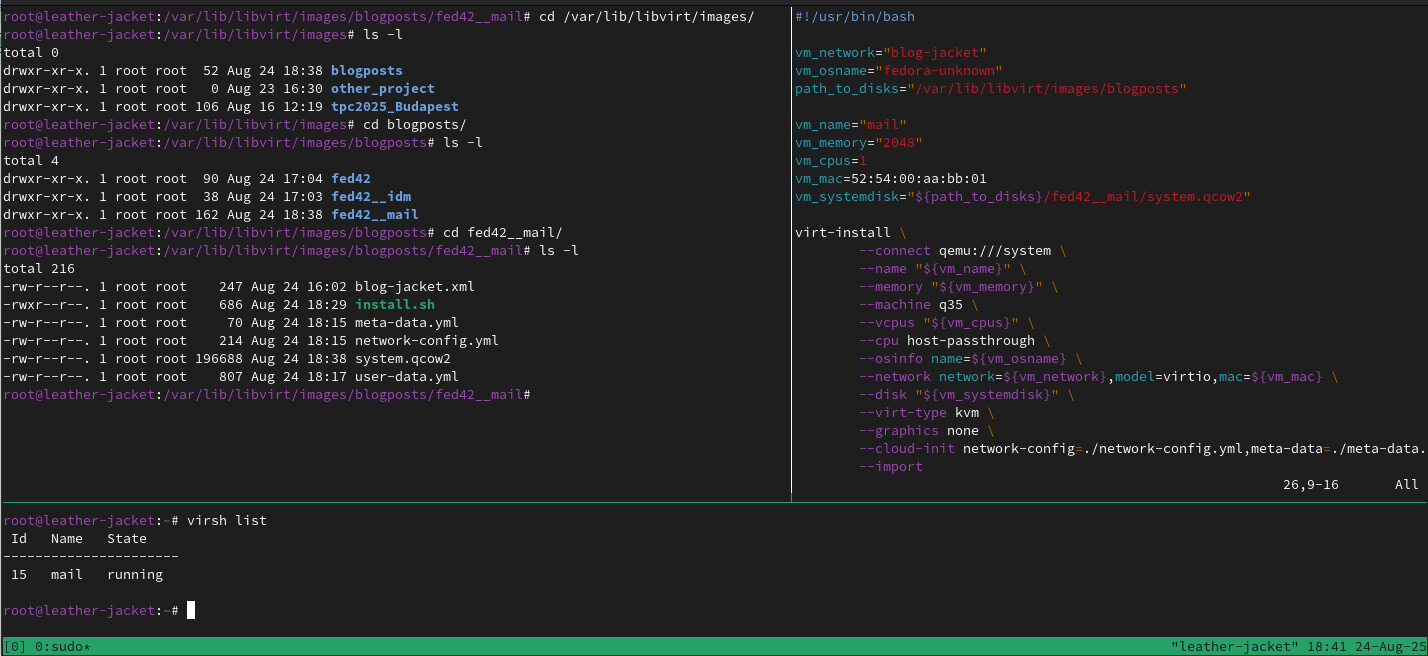 root@leather-jacket:/var/lib/libvirt/images/blogposts/fed42__mail# cd /var/lib/libvirt/images/
root@leather-jacket:/var/lib/libvirt/images# ls -l
total 0
drwxr-xr-x. 1 root root  52 Aug 24 18:38 blogposts
drwxr-xr-x. 1 root root   0 Aug 23 16:30 other_project
drwxr-xr-x. 1 root root 106 Aug 16 12:19 tpc2025_Budapest
root@leather-jacket:/var/lib/libvirt/images# cd blogposts/
root@leather-jacket:/var/lib/libvirt/images/blogposts# ls -l
total 4
drwxr-xr-x. 1 root root  90 Aug 24 17:04 fed42
drwxr-xr-x. 1 root root  38 Aug 24 17:03 fed42__idm
drwxr-xr-x. 1 root root 162 Aug 24 18:38 fed42__mail
root@leather-jacket:/var/lib/libvirt/images/blogposts# cd fed42__mail/
root@leather-jacket:/var/lib/libvirt/images/blogposts/fed42__mail# ls -l
total 216
-rw-r--r--. 1 root root    247 Aug 24 16:02 blog-jacket.xml
-rwxr--r--. 1 root root    686 Aug 24 18:29 install.sh
-rw-r--r--. 1 root root     70 Aug 24 18:15 meta-data.yml
-rw-r--r--. 1 root root    214 Aug 24 18:15 network-config.yml
-rw-r--r--. 1 root root 196688 Aug 24 18:38 system.qcow2
-rw-r--r--. 1 root root    807 Aug 24 18:17 user-data.yml
root@leather-jacket:/var/lib/libvirt/images/blogposts/fed42__mail#
#!/usr/bin/bash
vm_network="blog-jacket"
vm_osname="fedora-unknown"
path_to_disks="/var/lib/libvirt/images/blogposts"
vm_name="mail"
vm_memory="2048"
vm_cpus=1
vm_mac=52:54:00:aa:bb:01
vm_systemdisk="${path_to_disks}/fed42__mail/system.qcow2"
virt-install \
        --connect qemu:///system \
        --name "${vm_name}" \
        --memory "${vm_memory}" \
        --machine q35 \
        --vcpus "${vm_cpus}" \
        --cpu host-passthrough \
        --osinfo name=${vm_osname} \
        --network network=${vm_network},model=virtio,mac=${vm_mac} \
        --disk "${vm_systemdisk}" \
        --virt-type kvm \
        --graphics none \
        --cloud-init network-config=./network-config.yml,meta-data=./meta-data.
        --import
26,9-16       All
root@leather-jacket:~# virsh list
 Id   Name   State
----------------------
 15   mail   running
root@leather-jacket:~#
[0] 0:sudo*
"leather-jacket" 18:41 24-Aug-25